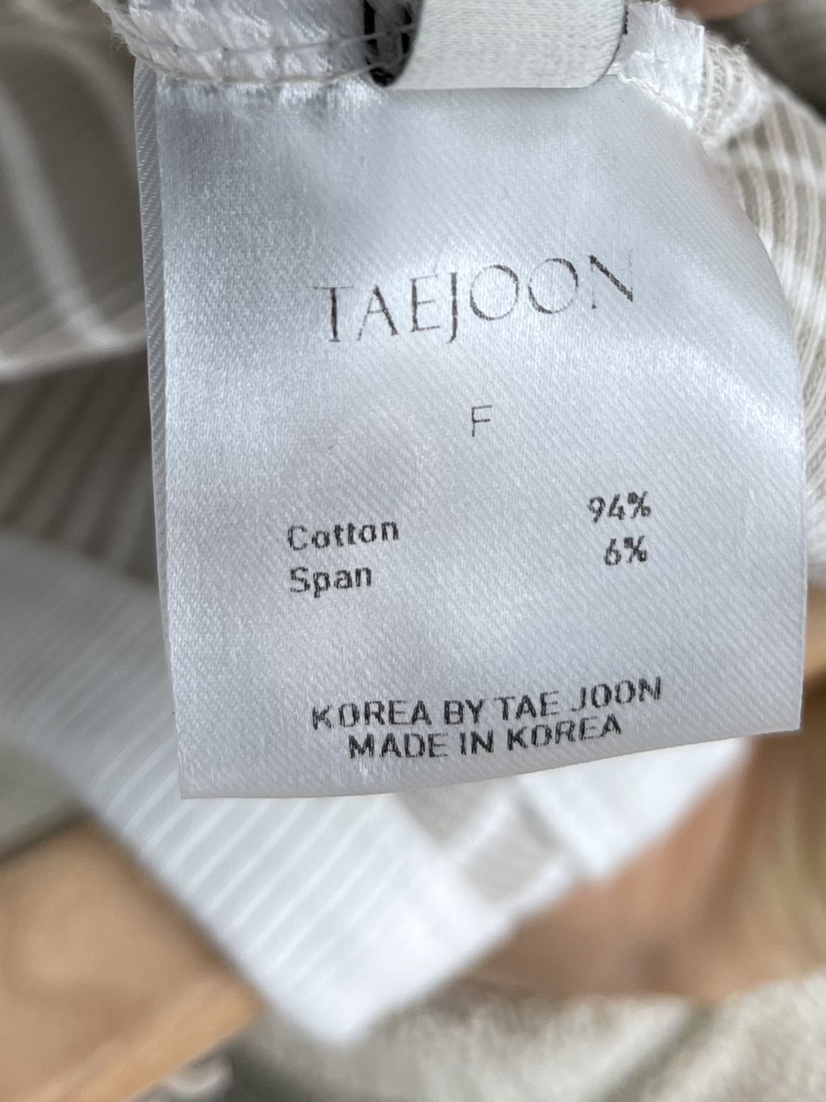 TAEJOON
F
Cotton 94%
Span 6%
KOREA BY TAE JOON
MADE IN KOREA